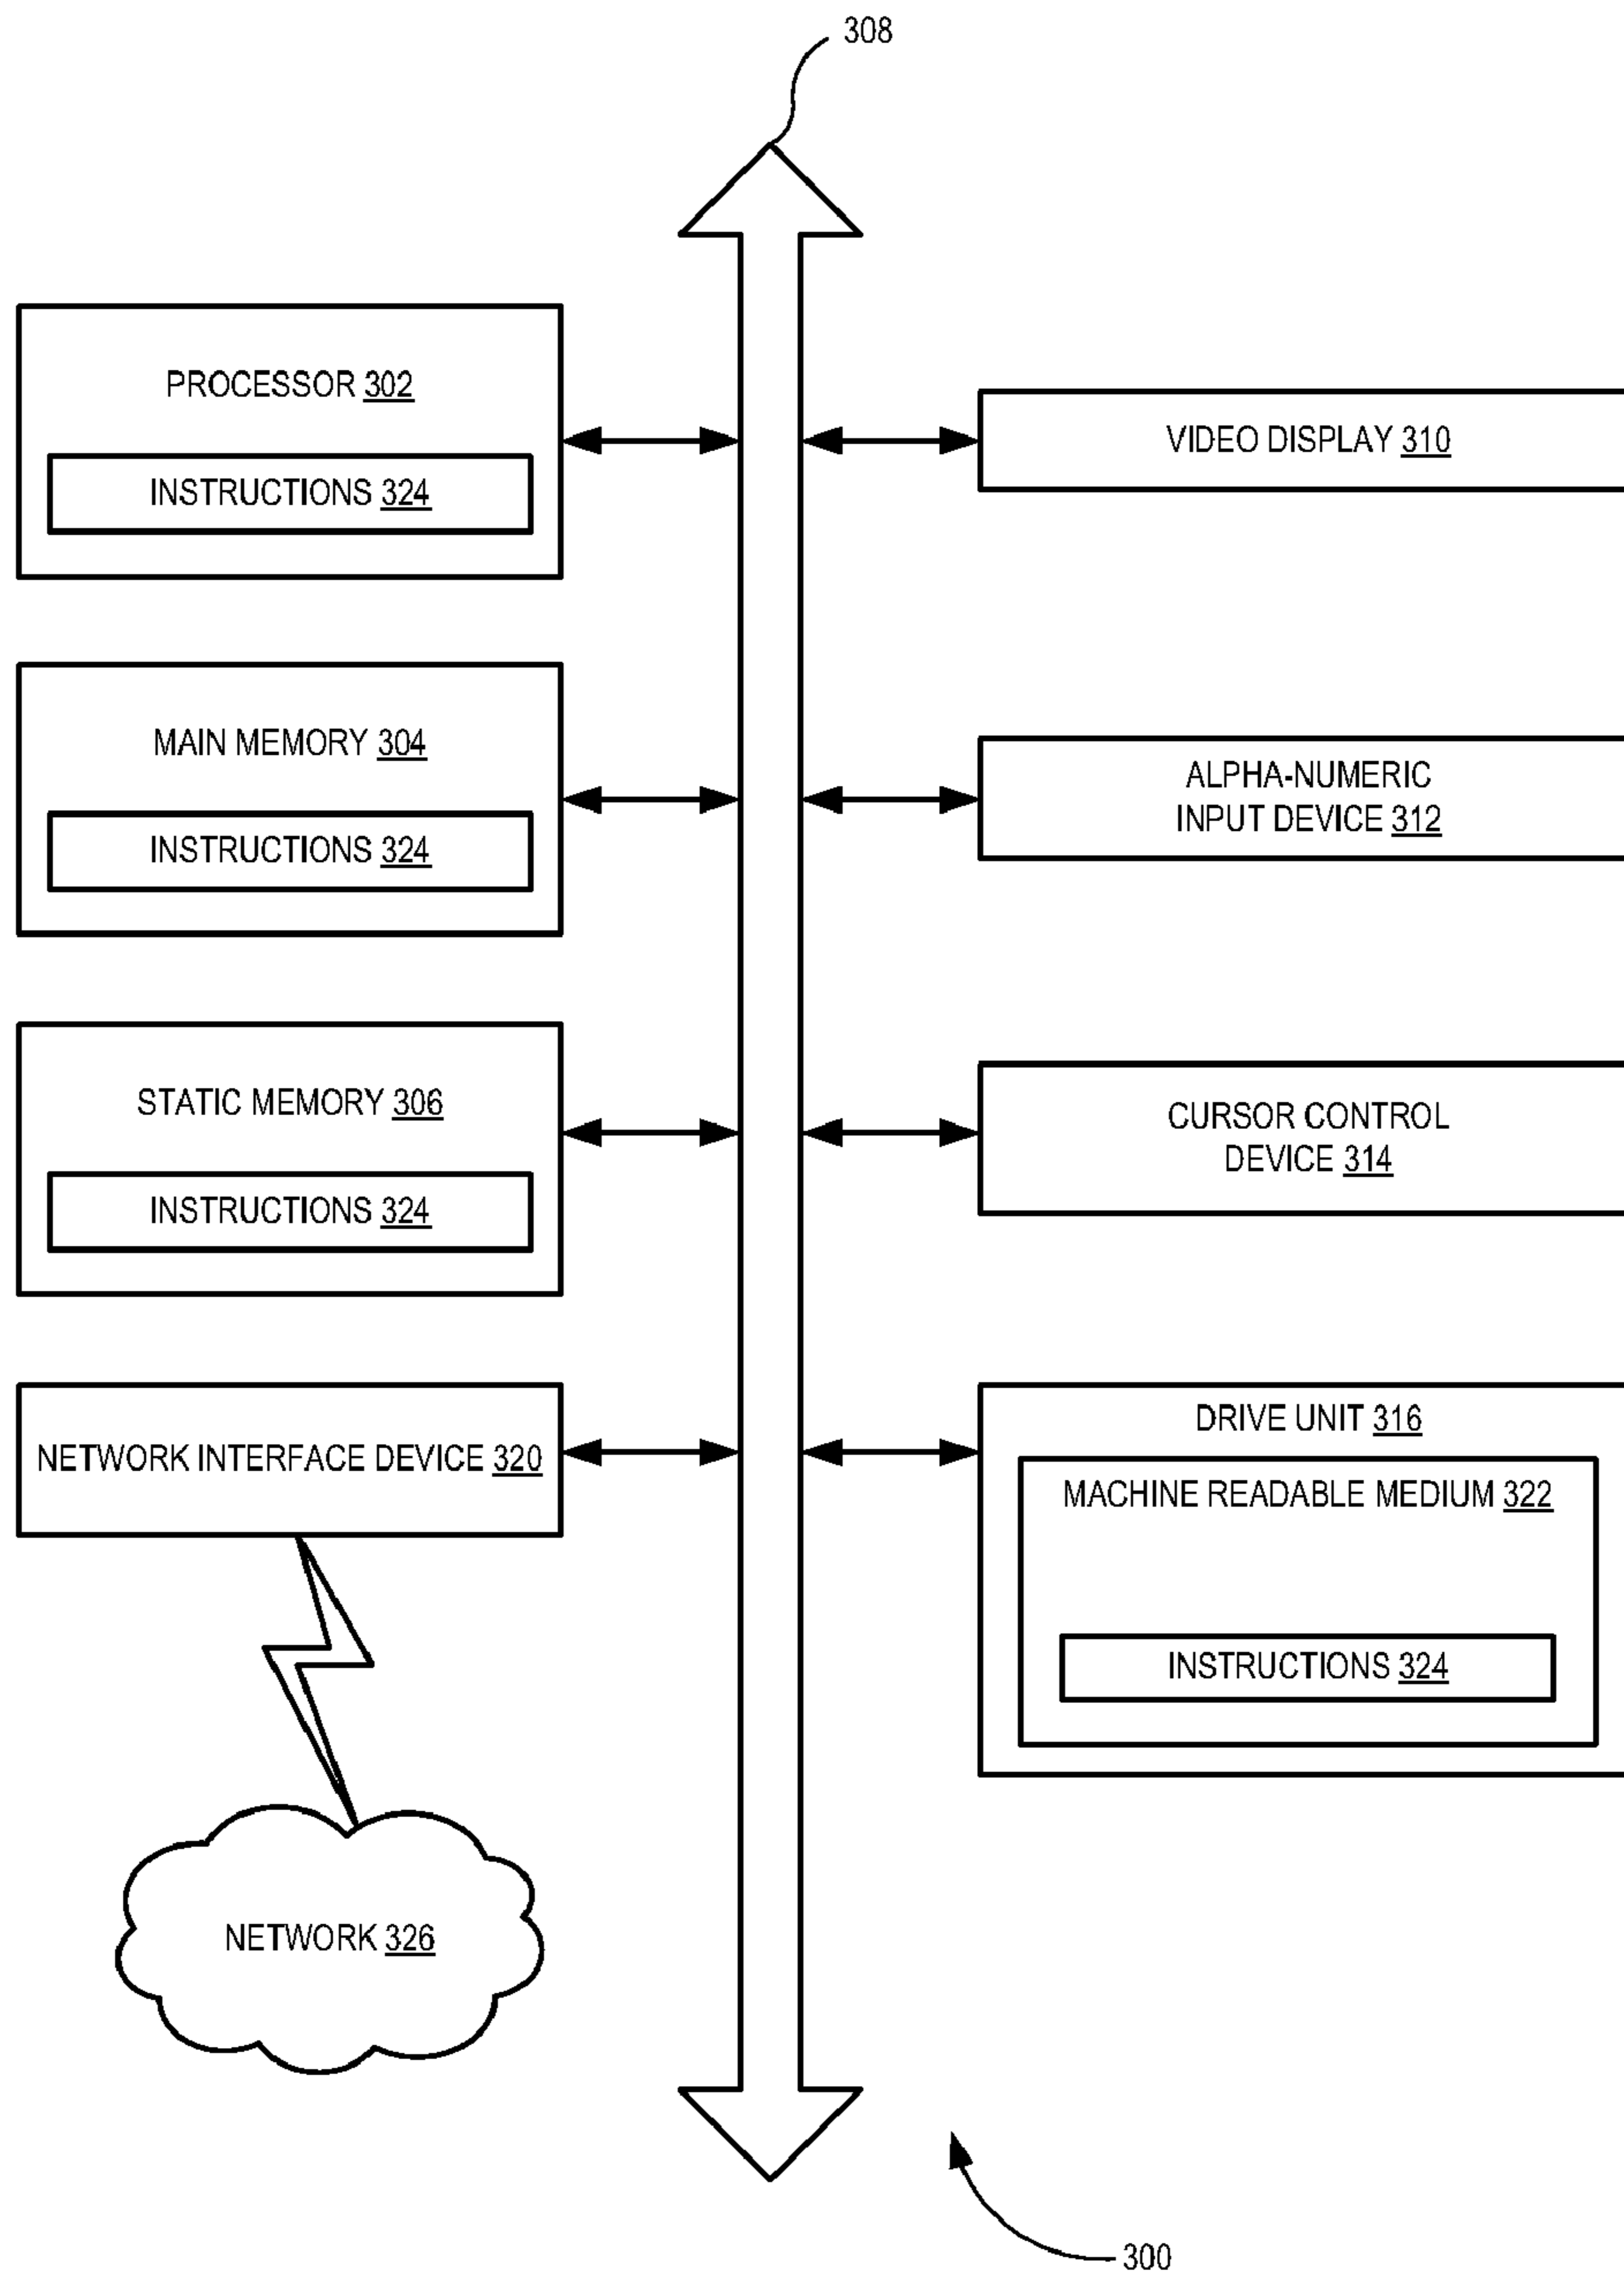 308
PROCESSOR 302
INSTRUCTIONS 324
VIDEO DISPLAY 310
MAIN MEMORY 304
INSTRUCTIONS 324
ALPHA-NUMERIC
INPUT DEVICE 312
STATIC MEMORY 306
INSTRUCTIONS 324
CURSOR CONTROL
DEVICE 314
NETWORK INTERFACE DEVICE 320
DRIVE UNIT 316
MACHINE READABLE MEDIUM 322
INSTRUCTIONS 324
NETWORK 326
300